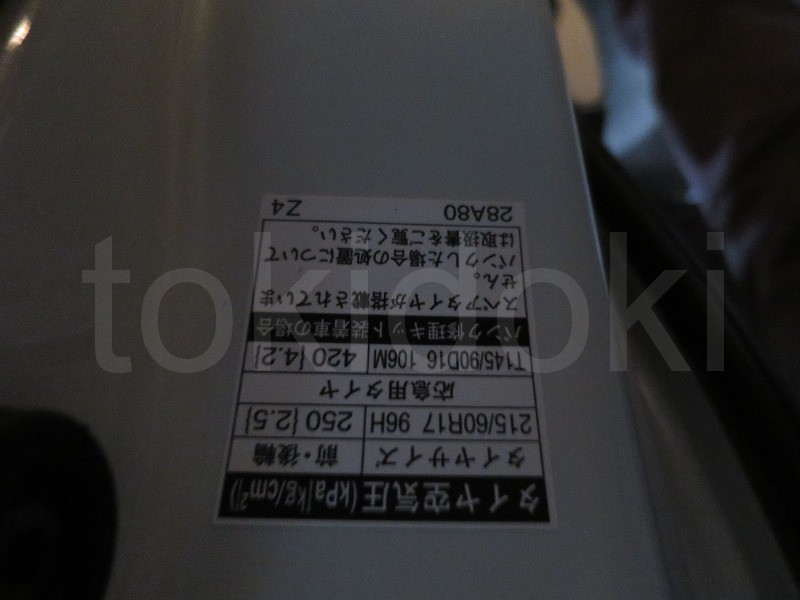 タイヤ空気圧 (kPa{kg/cm²})
タイヤサイズ 前・後輪
215/60R17 96H 250 {2.5}
応急用タイヤ
T145/90D16 106M 420 {4.2}
パンク修理キット装着車の場合
スペアタイヤが搭載されていま
せん。
パンクした場合の処置について
は取扱書をご覧ください。
28A80 Z4
tokidoki